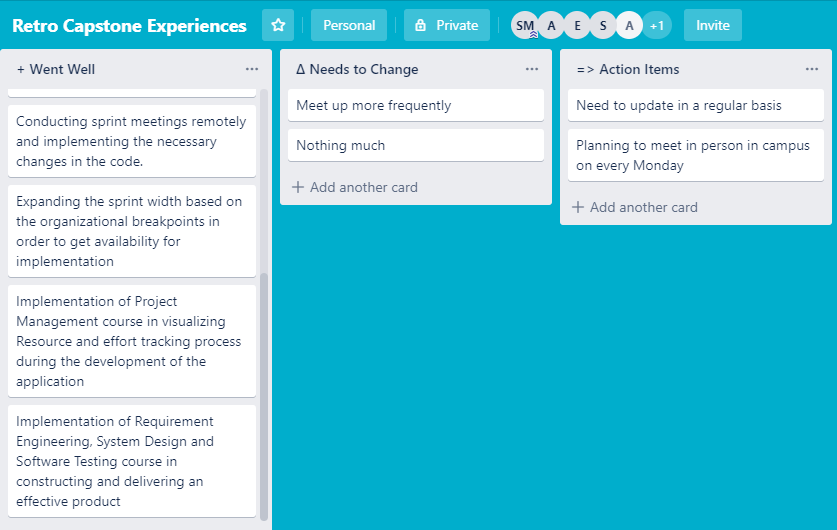 Retro Capstone Experiences
Personal
Private
SM A E S A +1
Invite
+ Went Well
Conducting sprint meetings remotely
and implementing the necessary
changes in the code.
Expanding the sprint width based on
the organizational breakpoints in
order to get availability for
implementation
Implementation of Project
Management course in visualizing
Resource and effort tracking process
during the development of the
application
Implementation of Requirement
Engineering, System Design and
Software Testing course in
constructing and delivering an
effective product
Δ Needs to Change
Meet up more frequently
Nothing much
+ Add another card
=> Action Items
Need to update in a regular basis
Planning to meet in person in campus
on every Monday
+ Add another card